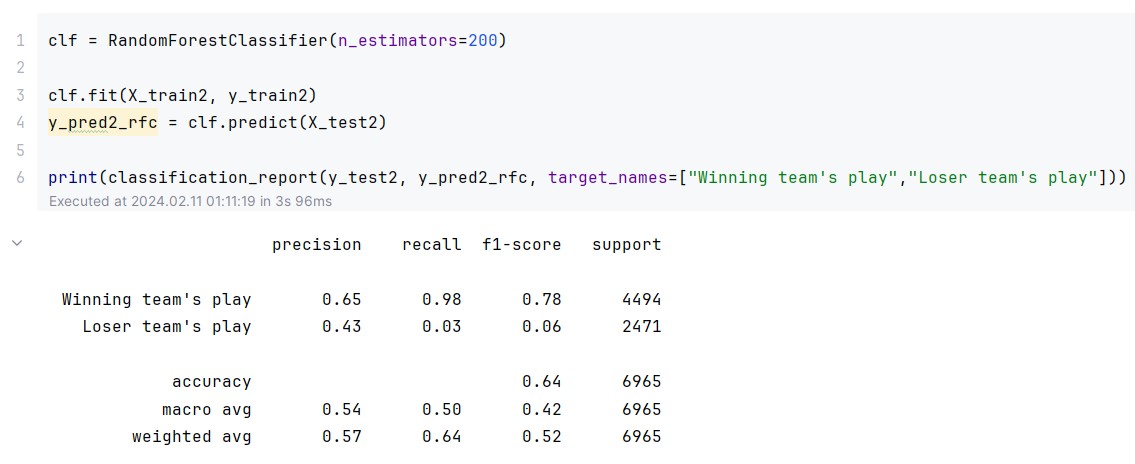 1 clf = RandomForestClassifier(n_estimators=200)
2
3 clf.fit(X_train2, y_train2)
4 y_pred2_rfc = clf.predict(X_test2)
5
6 print(classification_report(y_test2, y_pred2_rfc, target_names=["Winning team's play","Loser team's play"]))
Executed at 2024.02.11 01:11:19 in 3s 96ms
precision recall f1-score support
Winning team's play 0.65 0.98 0.78 4494
Loser team's play 0.43 0.03 0.06 2471
accuracy 0.64 6965
macro avg 0.54 0.50 0.42 6965
weighted avg 0.57 0.64 0.52 6965